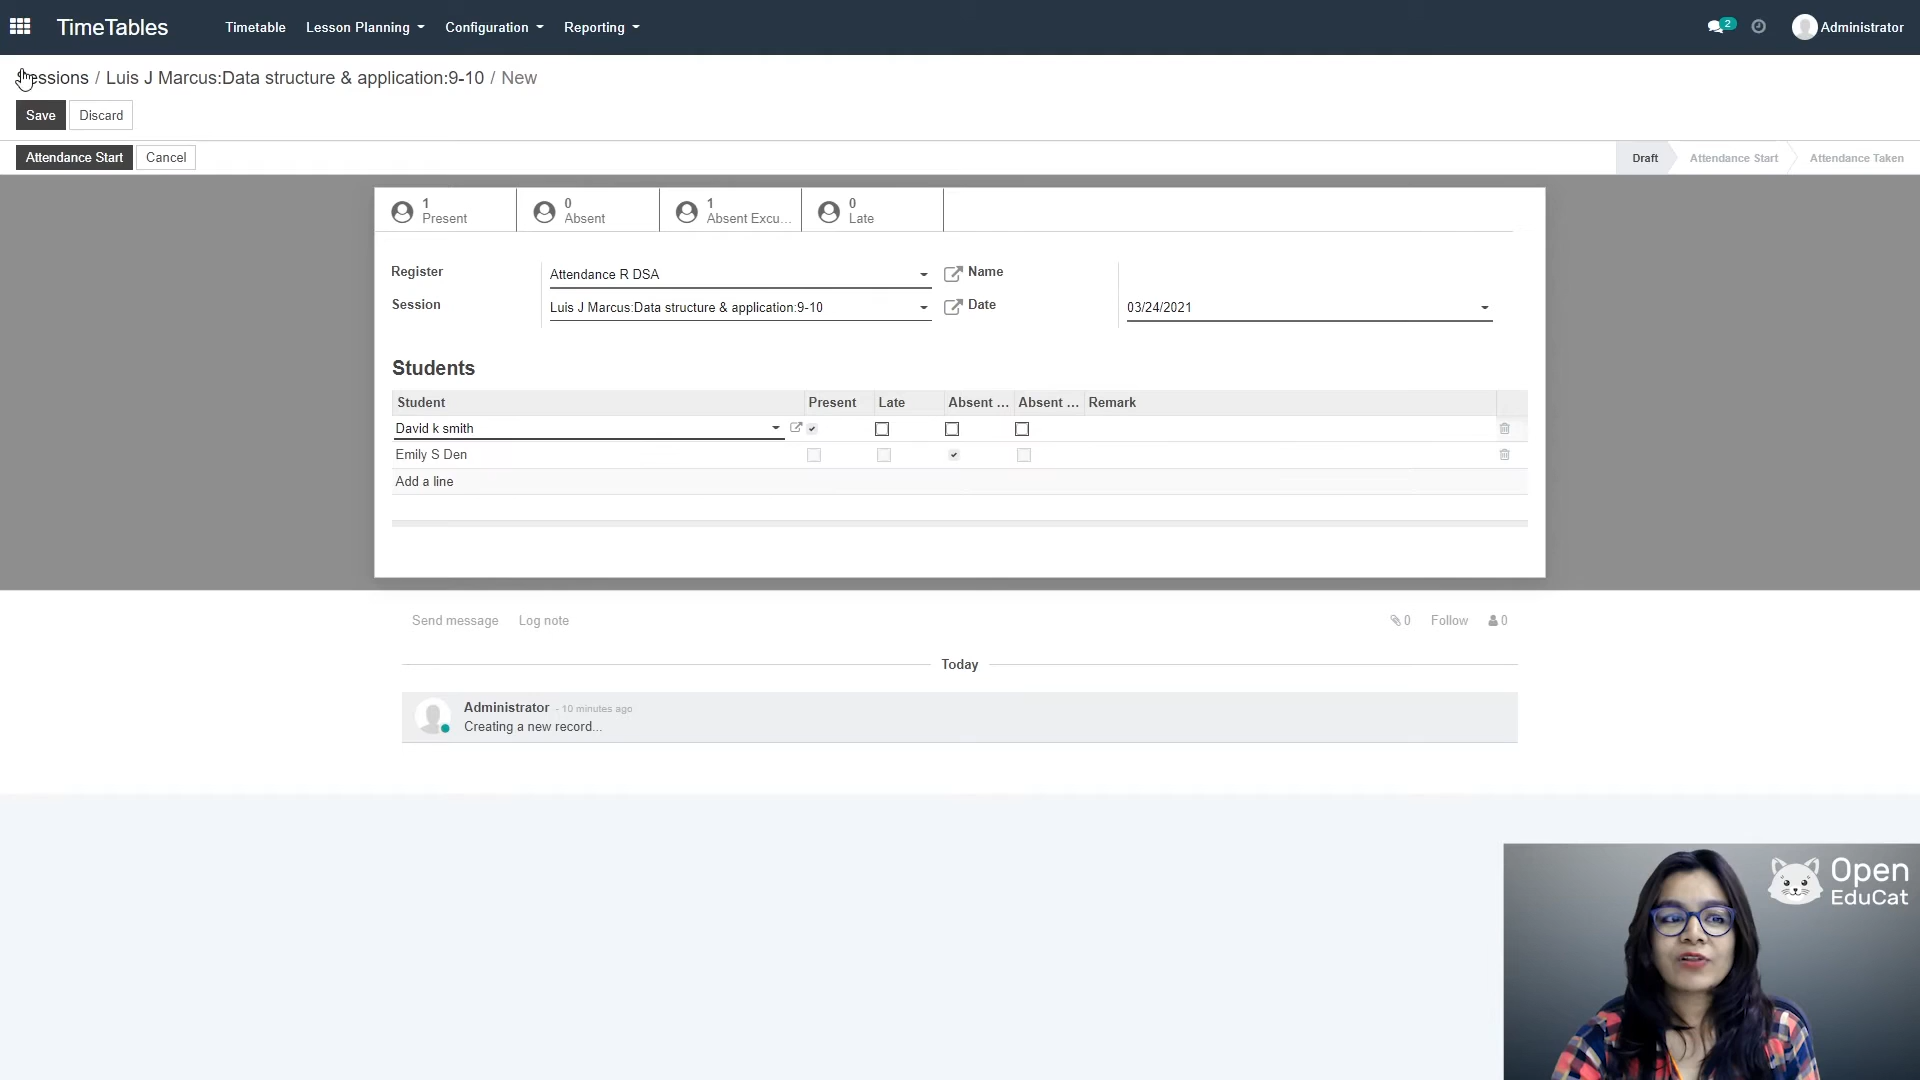 TimeTables Timetable Lesson Planning Configuration Reporting 2 Administrator
Sessions / Luis J Marcus:Data structure & application:9-10 / New
Save Discard
Attendance Start Cancel Draft Attendance Start Attendance Taken
1 Present 0 Absent 1 Absent Excu... 0 Late
Register Attendance R DSA Name
Session Luis J Marcus:Data structure & application:9-10 Date 03/24/2021
Students
Student Present Late Absent ... Absent ... Remark
David k smith
Emily S Den
Add a line
Send message Log note 0 Follow 0
Today
Administrator - 10 minutes ago
Creating a new record...
Open
EduCat